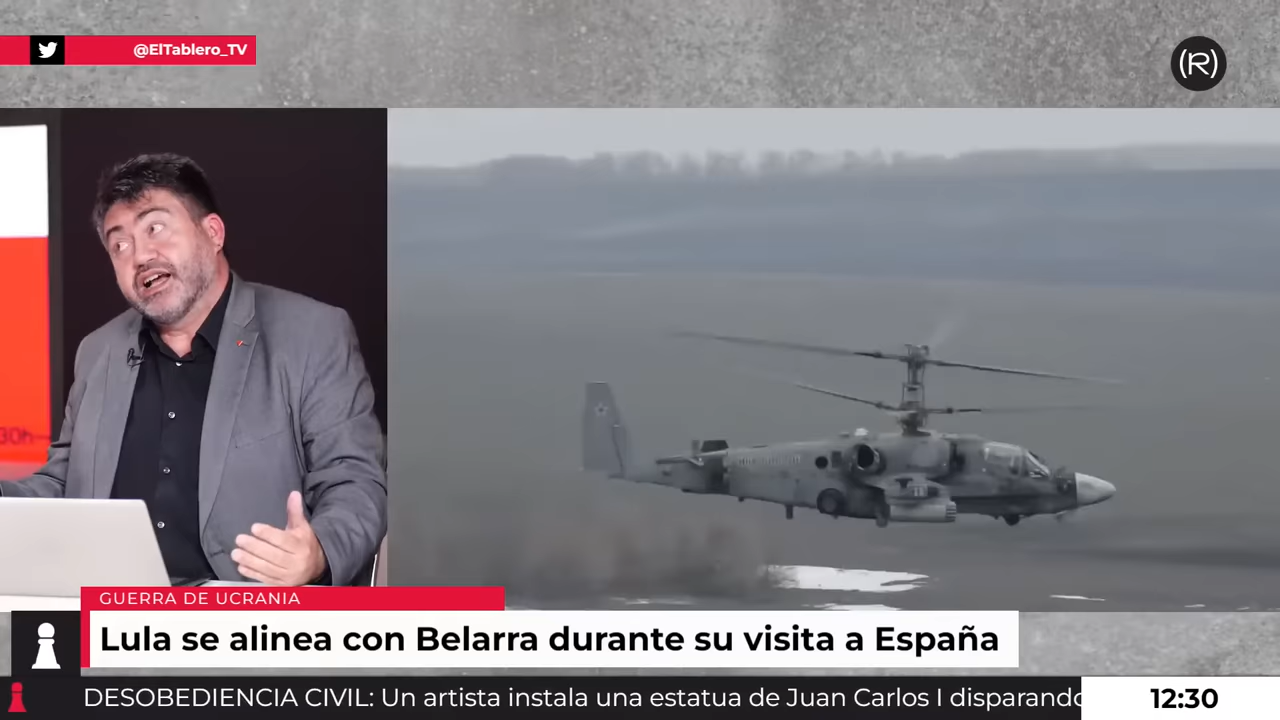 @ElTablero_TV
(R)
30h
GUERRA DE UCRANIA
Lula se alinea con Belarra durante su visita a España
DESOBEDIENCIA CIVIL: Un artista instala una estatua de Juan Carlos I disparando
12:30